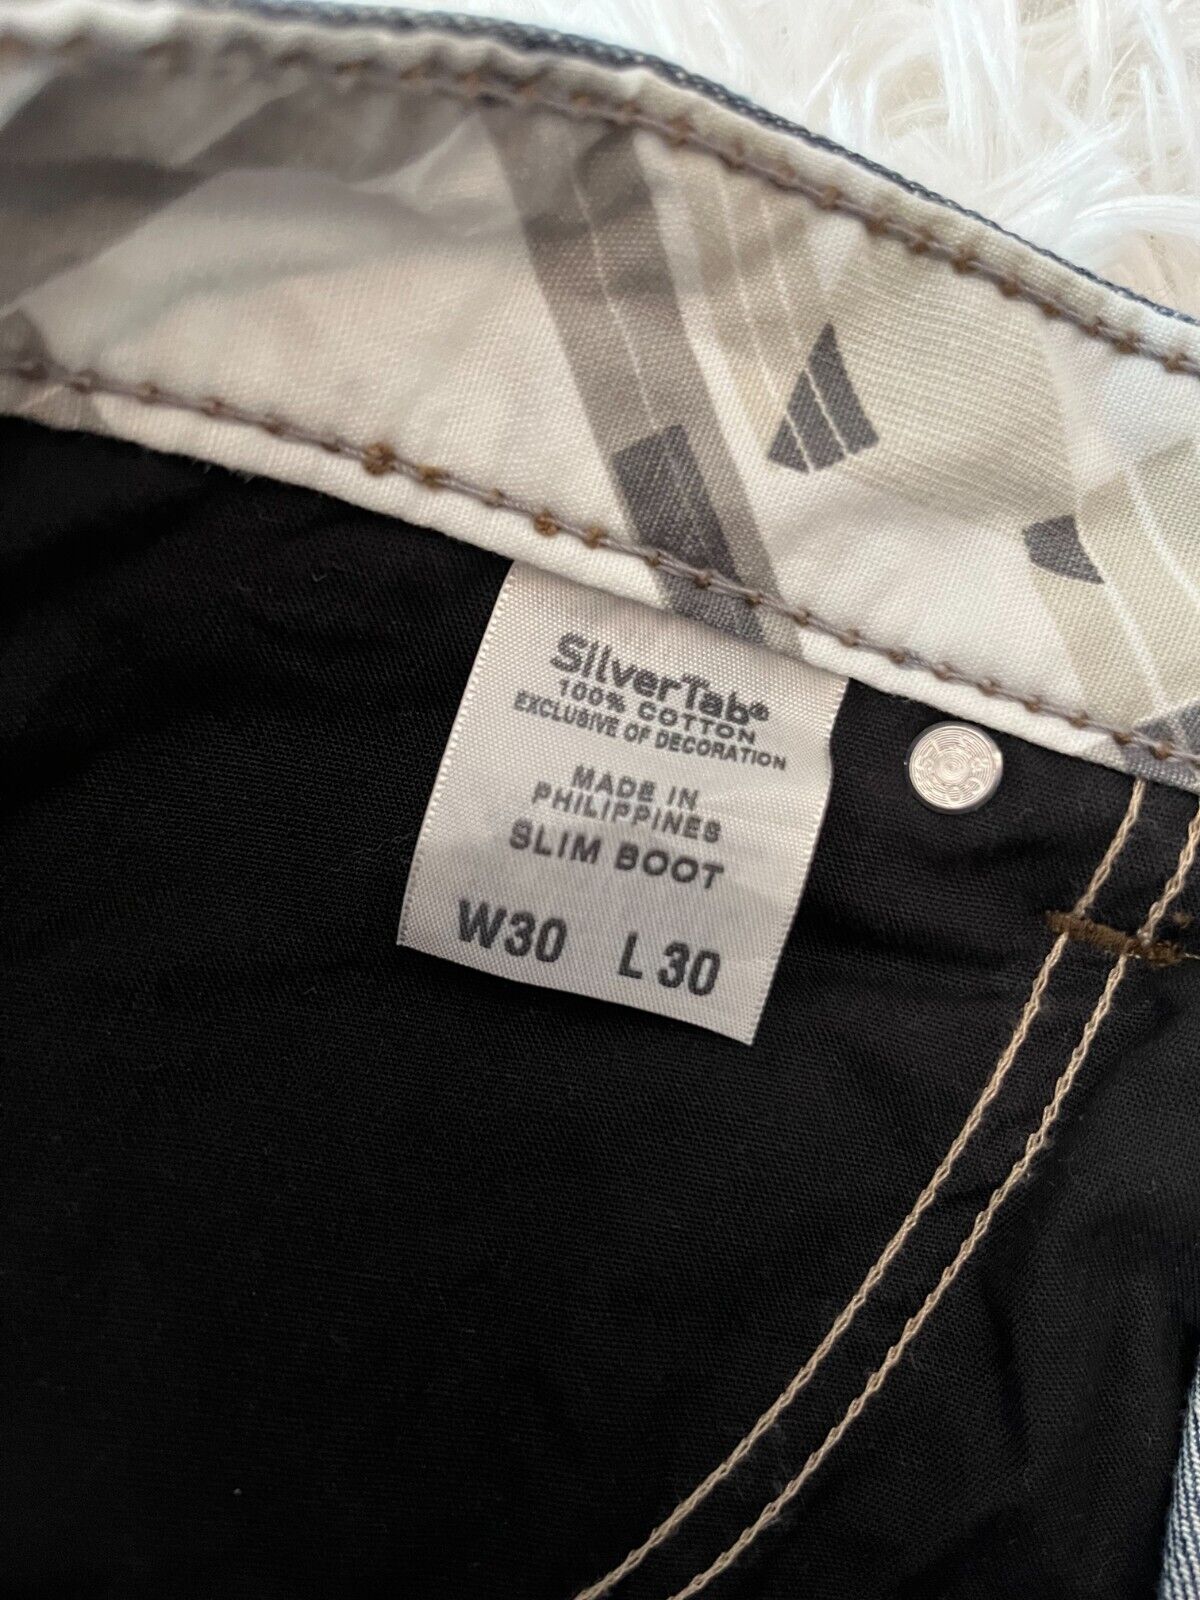 SilverTab®
100% COTTON
EXCLUSIVE OF DECORATION
MADE IN
PHILIPPINES
SLIM BOOT
W30 L 30